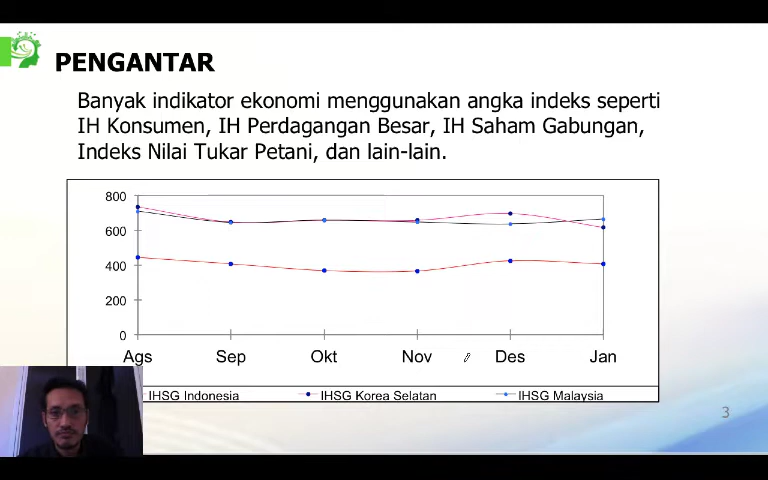 PENGANTAR
Banyak indikator ekonomi menggunakan angka indeks seperti
IH Konsumen, IH Perdagangan Besar, IH Saham Gabungan,
Indeks Nilai Tukar Petani, dan lain-lain.
800
600
400
200
0
Ags Sep Okt Nov Des Jan
IHSG Indonesia IHSG Korea Selatan IHSG Malaysia
3